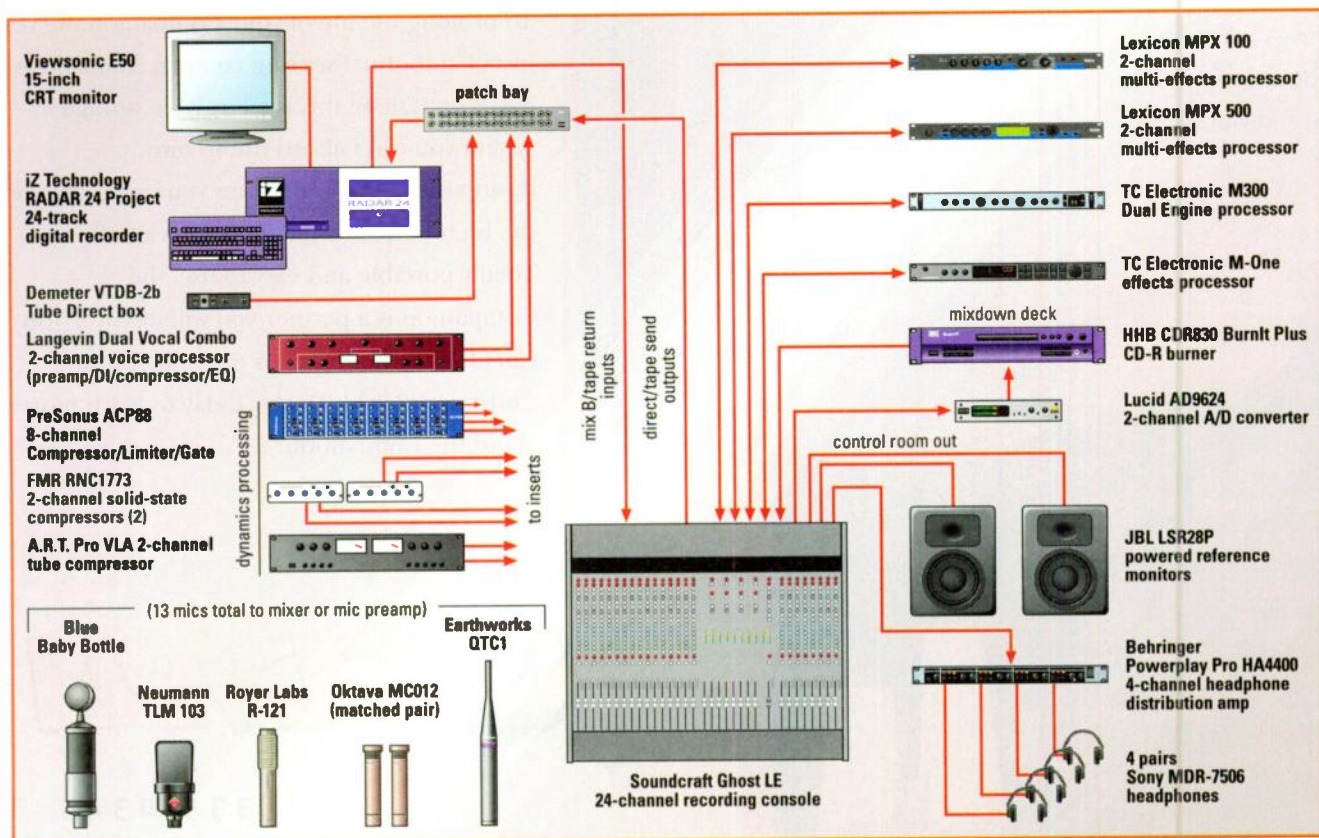 Viewsonic E50
15-inch
CRT monitor
patch bay
iZ Technology
RADAR 24 Project
24-track
digital recorder
iZ
RADAR 24
Demeter VTDB-2b
Tube Direct box
Langevin Dual Vocal Combo
2-channel voice processor
(preamp/DI/compressor/EQ)
PreSonus ACP88
8-channel
Compressor/Limiter/Gate
FMR RNC1773
2-channel solid-state
compressors (2)
A.R.T. Pro VLA 2-channel
tube compressor
dynamics processing
to inserts
mix B/tape return
inputs
direct/tape send
outputs
(13 mics total to mixer or mic preamp)
Blue
Baby Bottle
Neumann
TLM 103
Royer Labs
R-121
Oktava MC012
(matched pair)
Earthworks
QTC1
Soundcraft Ghost LE
24-channel recording console
Lexicon MPX 100
2-channel
multi-effects processor
Lexicon MPX 500
2-channel
multi-effects processor
TC Electronic M300
Dual Engine processor
TC Electronic M-One
effects processor
mixdown deck
HHB CDR830 BurnIt Plus
CD-R burner
Lucid AD9624
2-channel A/D converter
control room out
JBL LSR28P
powered reference
monitors
Behringer
Powerplay Pro HA4400
4-channel headphone
distribution amp
4 pairs
Sony MDR-7506
headphones